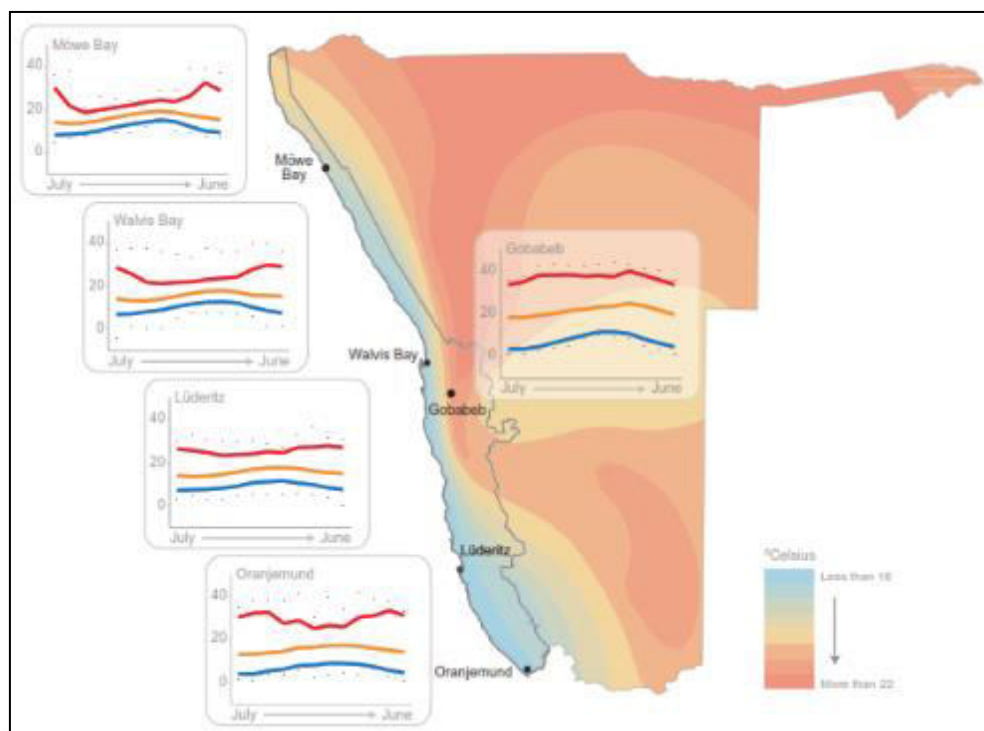 Möwe Bay
40
20
0
July
June
Walvis Bay
40
20
0
July
June
Lüderitz
40
20
0
July
June
Oranjemund
40
20
0
July
June
Gobabeb
40
20
0
July
June
Möwe
Bay
Walvis Bay
Gobabeb
Lüderitz
Oranjemund
ºCelsius
Less than 16
More than 22